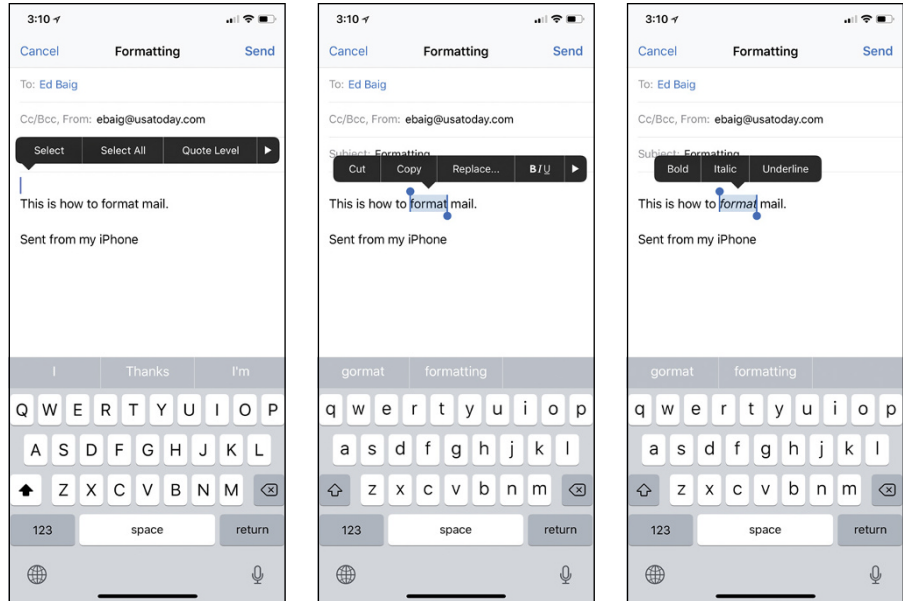 3:10
Cancel Formatting Send
To: Ed Baig
Cc/Bcc, From: ebaig@usatoday.com
Select Select All Quote Level
This is how to format mail.
Sent from my iPhone
I Thanks I'm
Q W E R T Y U I O P
A S D F G H J K L
Z X C V B N M
123 space return
3:10
Cancel Formatting Send
To: Ed Baig
Cc/Bcc, From: ebaig@usatoday.com
Subject: Formatting
Cut Copy Replace... B I U
This is how to format mail.
Sent from my iPhone
gormat formatting
q w e r t y u i o p
a s d f g h j k l
z x c v b n m
123 space return
3:10
Cancel Formatting Send
To: Ed Baig
Cc/Bcc, From: ebaig@usatoday.com
Subject: Formatting
Bold Italic Underline
This is how to format mail.
Sent from my iPhone
gormat formatting
q w e r t y u i o p
a s d f g h j k l
z x c v b n m
123 space return